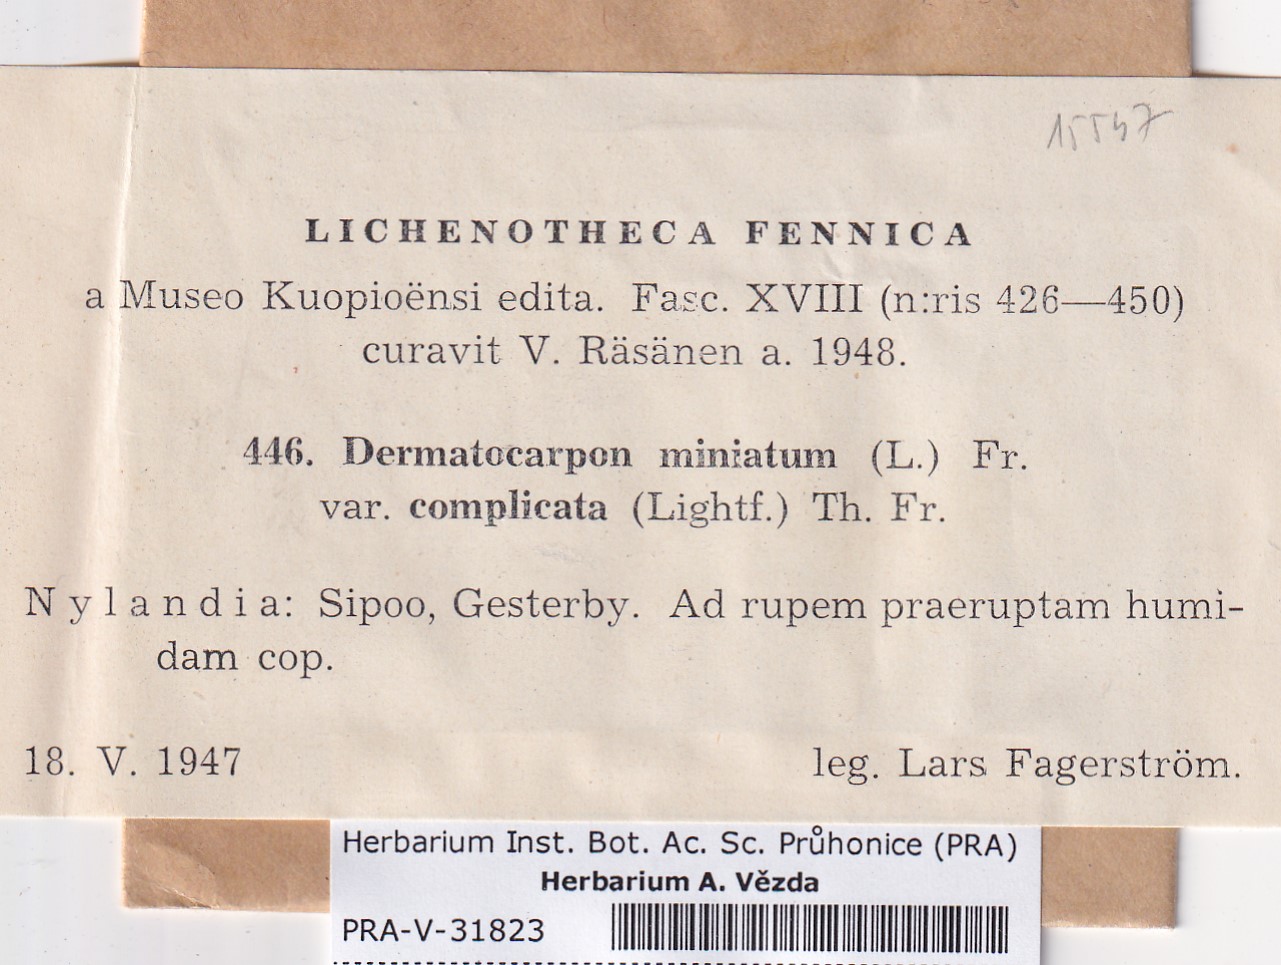 15547
LICHENOTHECA FENNICA
a Museo Kuopioënsi edita. Fasc. XVIII (n:ris 426—450)
curavit V. Räsänen a. 1948.
446. Dermatocarpon miniatum (L.) Fr.
var. complicata (Lightf.) Th. Fr.
Nylandia: Sipoo, Gesterby. Ad rupem praeruptam humi-
dam cop.
18. V. 1947 leg. Lars Fagerström.
Herbarium Inst. Bot. Ac. Sc. Průhonice (PRA)
Herbarium A. Vězda
PRA-V-31823